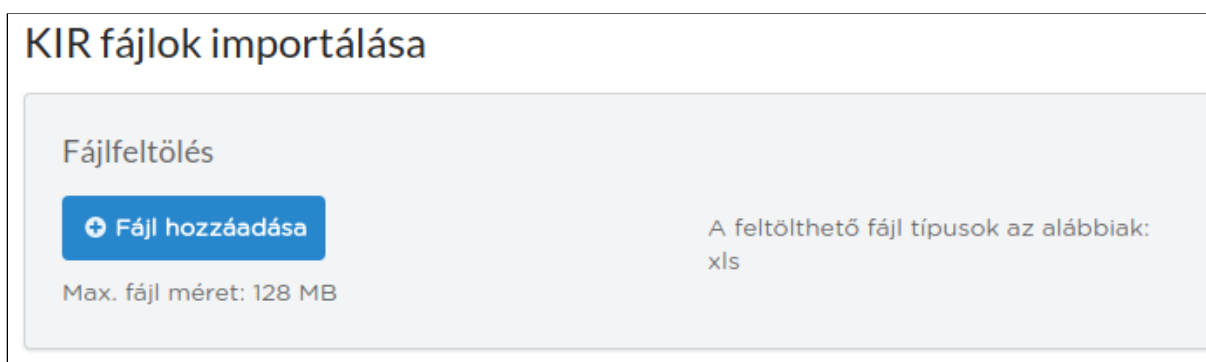 KIR fájlok importálása
Fájlfeltölés
Fájl hozzáadása
Max. fájl méret: 128 MB
A feltölthető fájl típusok az alábbiak:
xls